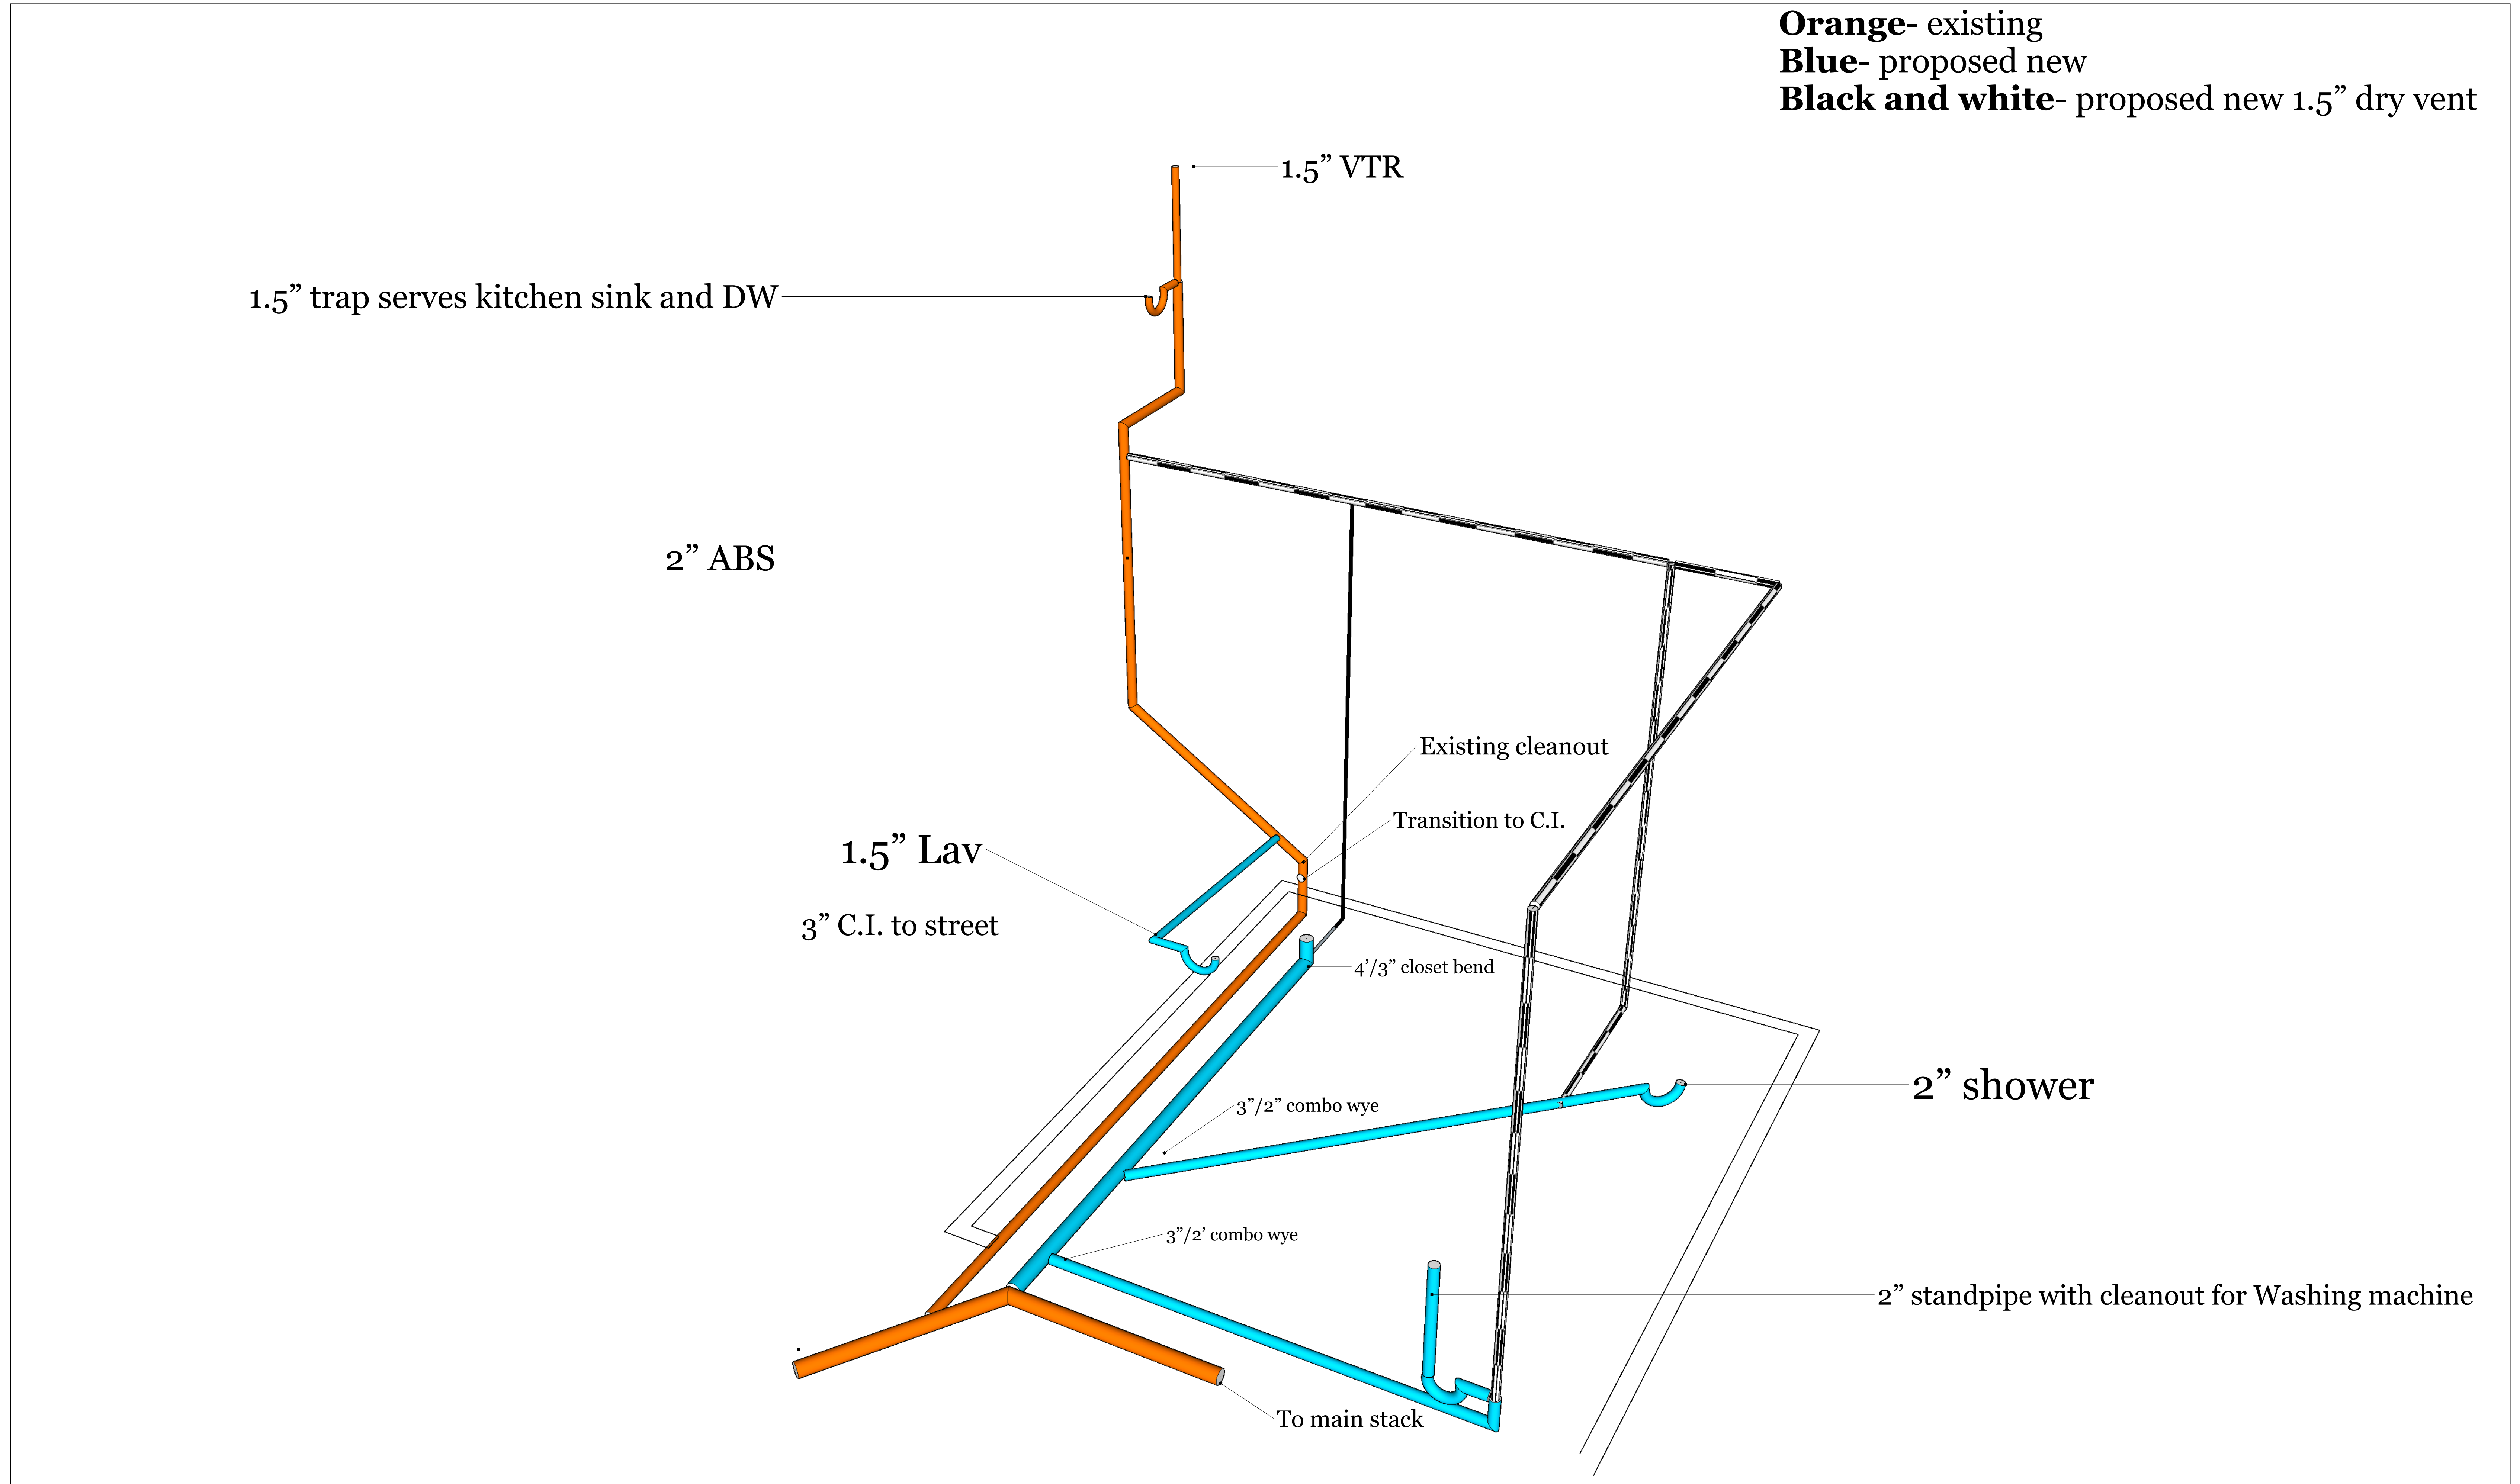 Orange- existing
Blue- proposed new
Black and white- proposed new 1.5” dry vent
1.5” VTR
1.5” trap serves kitchen sink and DW
2” ABS
Existing cleanout
Transition to C.I.
1.5” Lav
3” C.I. to street
4’/3” closet bend
2” shower
3”/2” combo wye
3”/2’ combo wye
2” standpipe with cleanout for Washing machine
To main stack